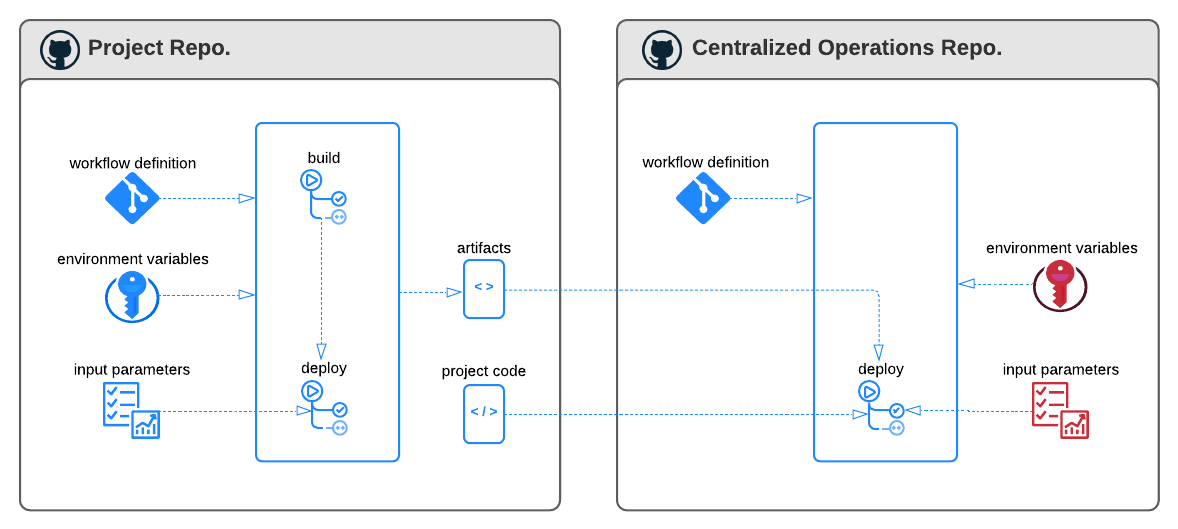 Project Repo.
workflow definition
environment variables
input parameters
build
deploy
artifacts
< >
project code
< / >
Centralized Operations Repo.
workflow definition
deploy
environment variables
input parameters